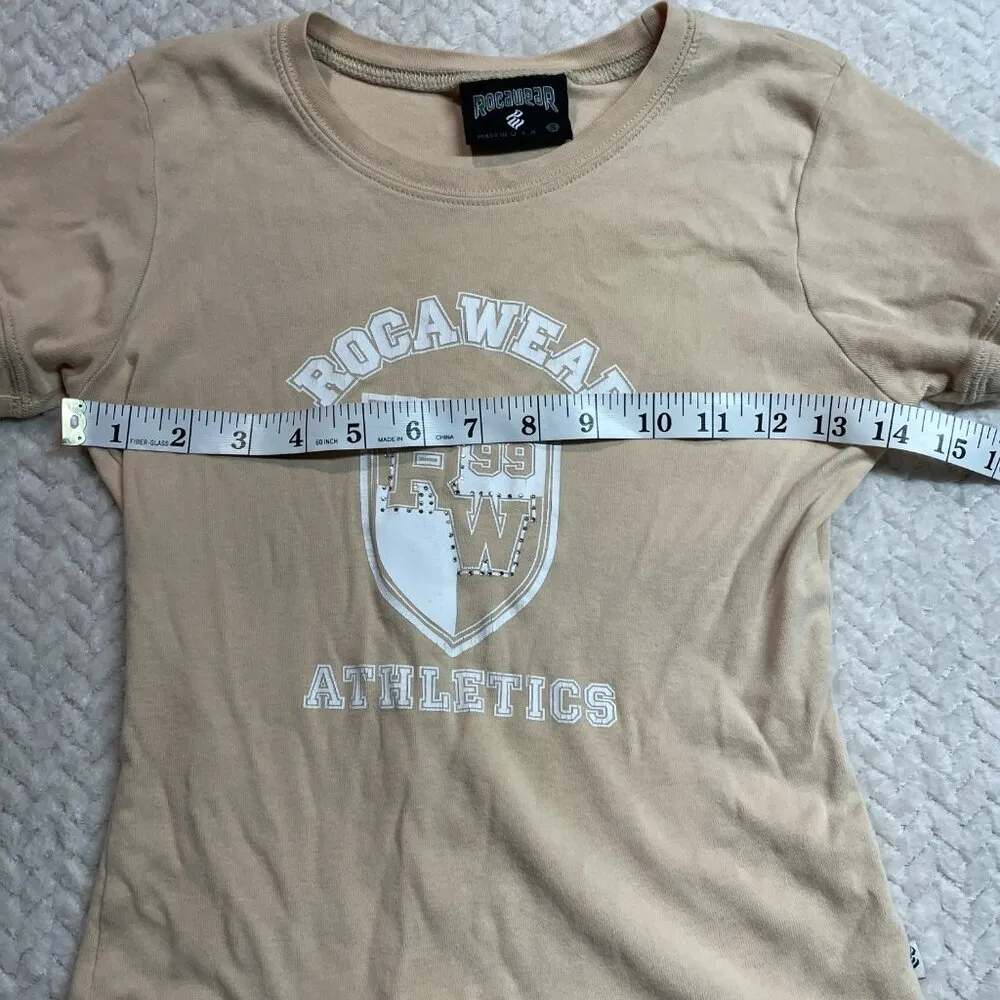 ROCAWEAR
MADE IN U.S.A. S
ROCAWEAR
1 FIBER-GLASS 2 3 4 60 INCH 5 MADE IN 6 CHINA 7 8 9 10 11 12 13 14 15
99
R W
ATHLETICS